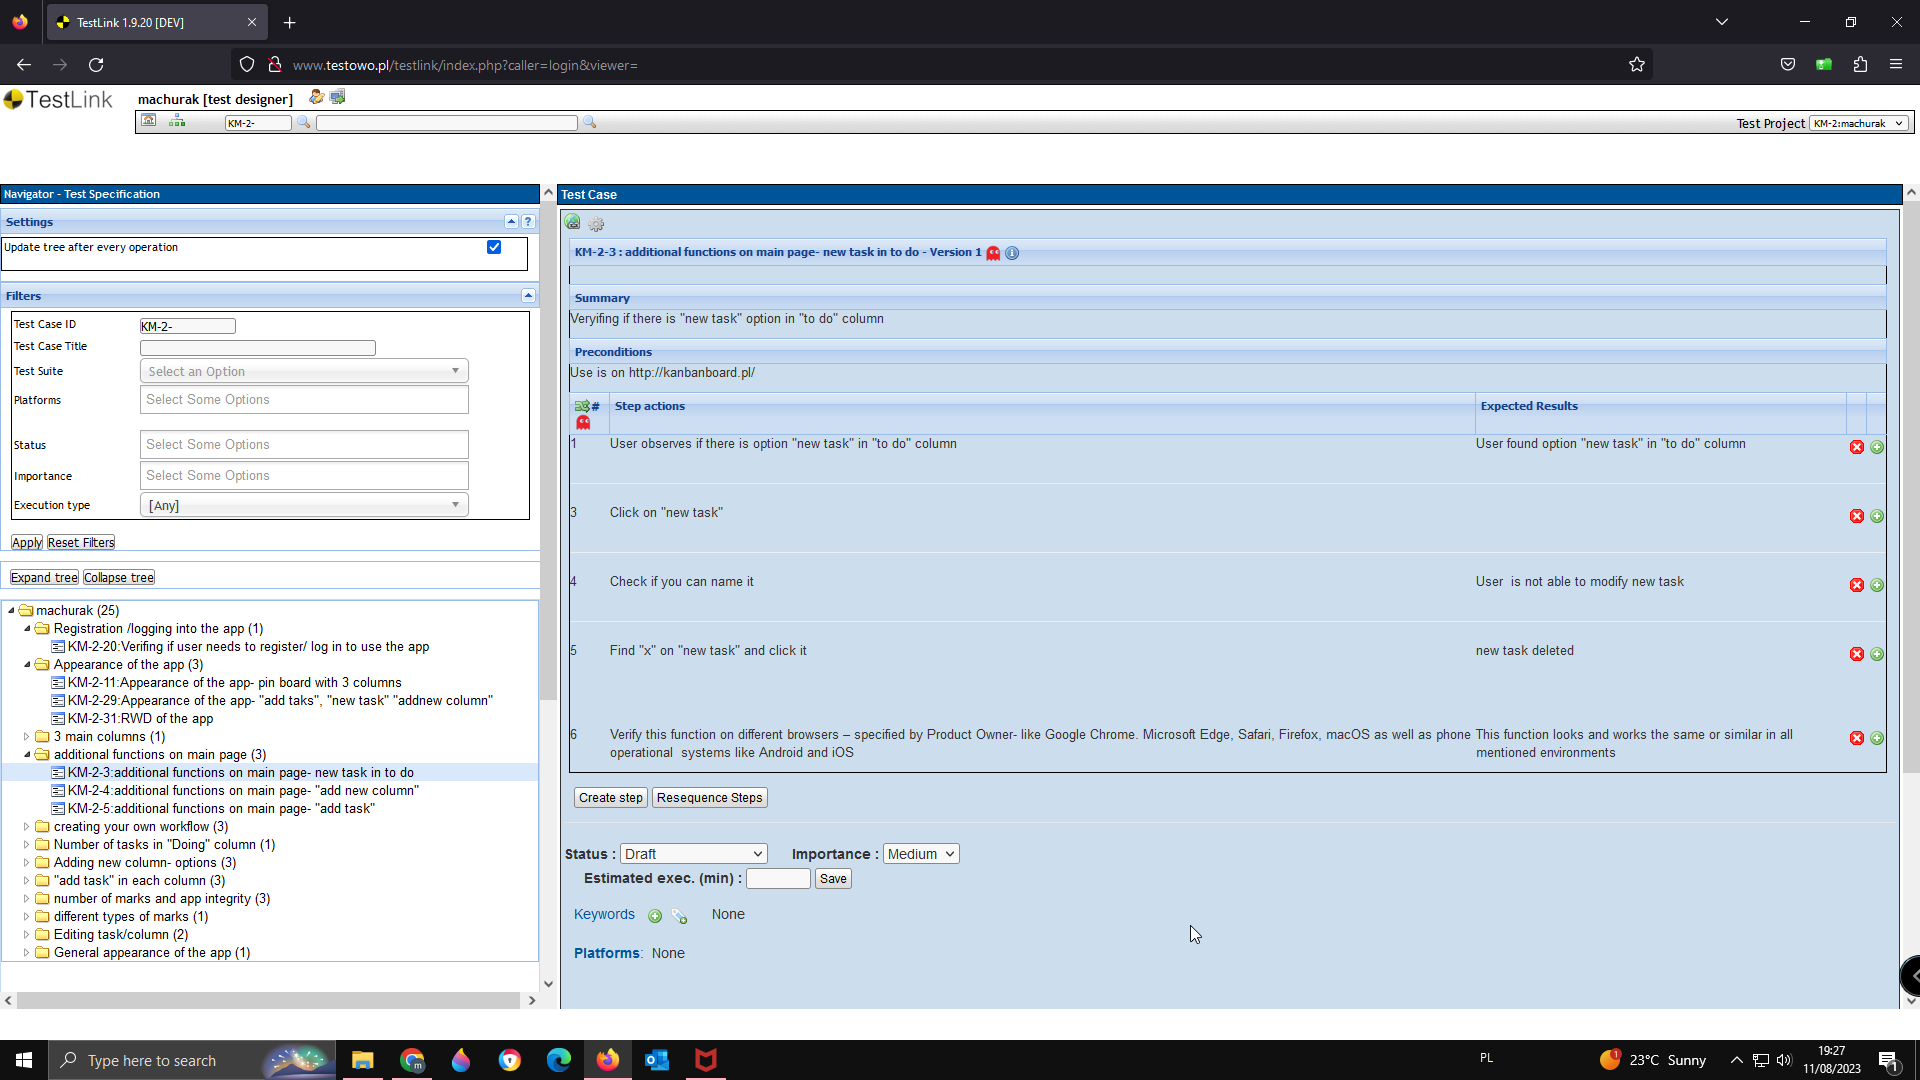 TestLink 1.9.20 [DEV]
www.testowo.pl/testlink/index.php?caller=login&viewer=
TestLink
machurak [test designer]
KM-2-
Test Project
KM-2:machurak
Navigator - Test Specification
Settings
?
Update tree after every operation
Filters
Test Case ID
KM-2-
Test Case Title
Test Suite
Select an Option
Platforms
Select Some Options
Status
Select Some Options
Importance
Select Some Options
Execution type
[Any]
Apply
Reset Filters
Expand tree
Collapse tree
machurak (25)
Registration /logging into the app (1)
KM-2-20:Verifing if user needs to register/ log in to use the app
Appearance of the app (3)
KM-2-11:Appearance of the app- pin board with 3 columns
KM-2-29:Appearance of the app- "add taks", "new task" "addnew column"
KM-2-31:RWD of the app
3 main columns (1)
additional functions on main page (3)
KM-2-3:additional functions on main page- new task in to do
KM-2-4:additional functions on main page- "add new column"
KM-2-5:additional functions on main page- "add task"
creating your own workflow (3)
Number of tasks in "Doing" column (1)
Adding new column- options (3)
"add task" in each column (3)
number of marks and app integrity (3)
different types of marks (1)
Editing task/column (2)
General appearance of the app (1)
Test Case
KM-2-3 : additional functions on main page- new task in to do - Version 1
Summary
Veryifing if there is "new task" option in "to do" column
Preconditions
Use is on http://kanbanboard.pl/
#
Step actions
Expected Results
1
User observes if there is option "new task" in "to do" column
User found option "new task" in "to do" column
3
Click on "new task"
4
Check if you can name it
User  is not able to modify new task
5
Find "x" on "new task" and click it
new task deleted
6
Verify this function on different browsers – specified by Product Owner- like Google Chrome. Microsoft Edge, Safari, Firefox, macOS as well as phone
operational  systems like Android and iOS
This function looks and works the same or similar in all
mentioned environments
Create step
Resequence Steps
Status :
Draft
Importance :
Medium
Estimated exec. (min) :
Save
Keywords
None
Platforms:
None
Type here to search
m
PL
1
23°C Sunny
19:27
11/08/2023
1